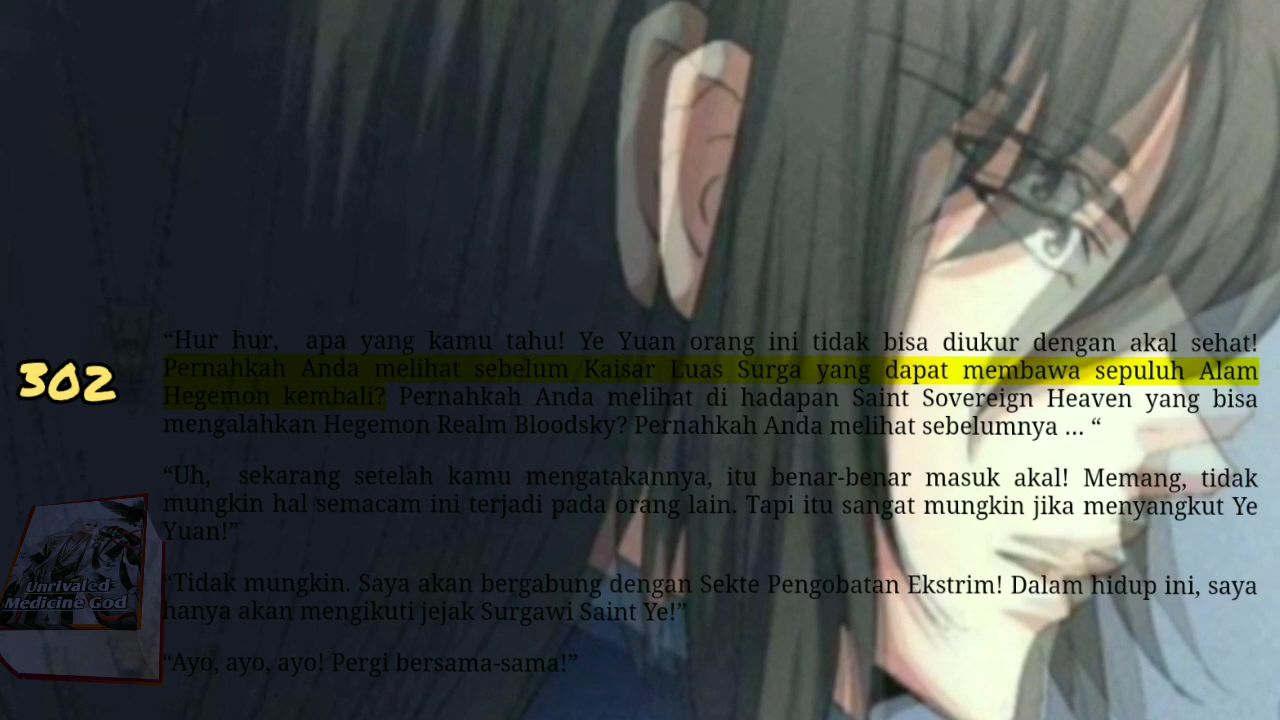 “Hur hur, apa yang kamu tahu! Ye Yuan orang ini tidak bisa diukur dengan akal sehat!
Pernahkah Anda melihat sebelum Kaisar Luas Surga yang dapat membawa sepuluh Alam
302
Hegemon kembali? Pernahkah Anda melihat di hadapan Saint Sovereign Heaven yang bisa
mengalahkan Hegemon Realm Bloodsky? Pernahkah Anda melihat sebelumnya ... “
“Uh, sekarang setelah kamu mengatakannya, itu benar-benar masuk akal! Memang, tidak
mungkin hal semacam ini terjadi pada orang lain. Tapi itu sangat mungkin jika menyangkut Ye
Yuan!”
“Tidak mungkin. Saya akan bergabung dengan Sekte Pengobatan Ekstrim! Dalam hidup ini, saya
hanya akan mengikuti jejak Surgawi Saint Ye!”
Unrivaled
Medicine God
“Ayo, ayo, ayo! Pergi bersama-sama!”